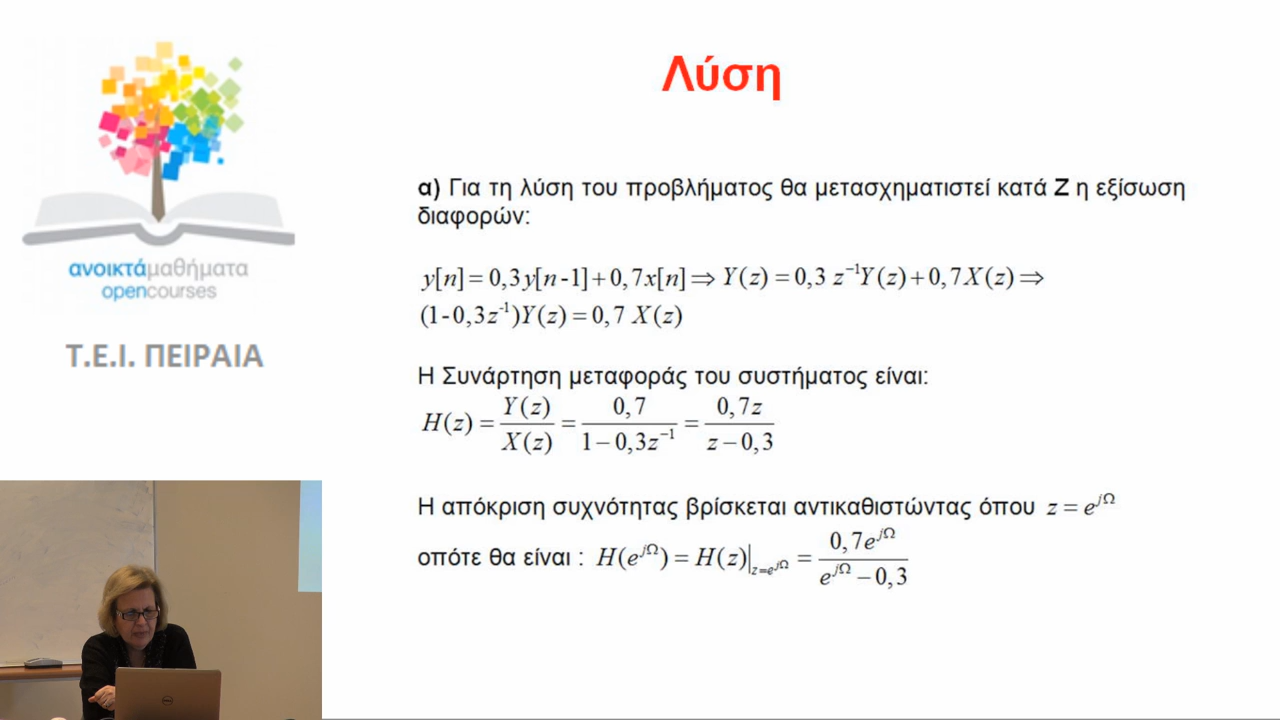 Λύση
α) Για τη λύση του προβλήματος θα μετασχηματιστεί κατά Z η εξίσωση
διαφορών:
y[n] = 0,3y[n-1] + 0,7x[n] ⇒ Y(z) = 0,3 z⁻¹Y(z) + 0,7X(z) ⇒
(1-0,3z⁻¹)Y(z) = 0,7 X(z)
Η Συνάρτηση μεταφοράς του συστήματος είναι:
H(z) = Y(z)/X(z) = 0,7/(1−0,3z⁻¹) = 0,7z/(z−0,3)
Η απόκριση συχνότητας βρίσκεται αντικαθιστώντας όπου z = e^{jΩ}
οπότε θα είναι : H(e^{jΩ}) = H(z)|_{z=e^{jΩ}} = 0,7e^{jΩ}/(e^{jΩ} −0,3)
ανοικτάμαθήματα
opencourses
Τ.Ε.Ι. ΠΕΙΡΑΙΑ
DELL